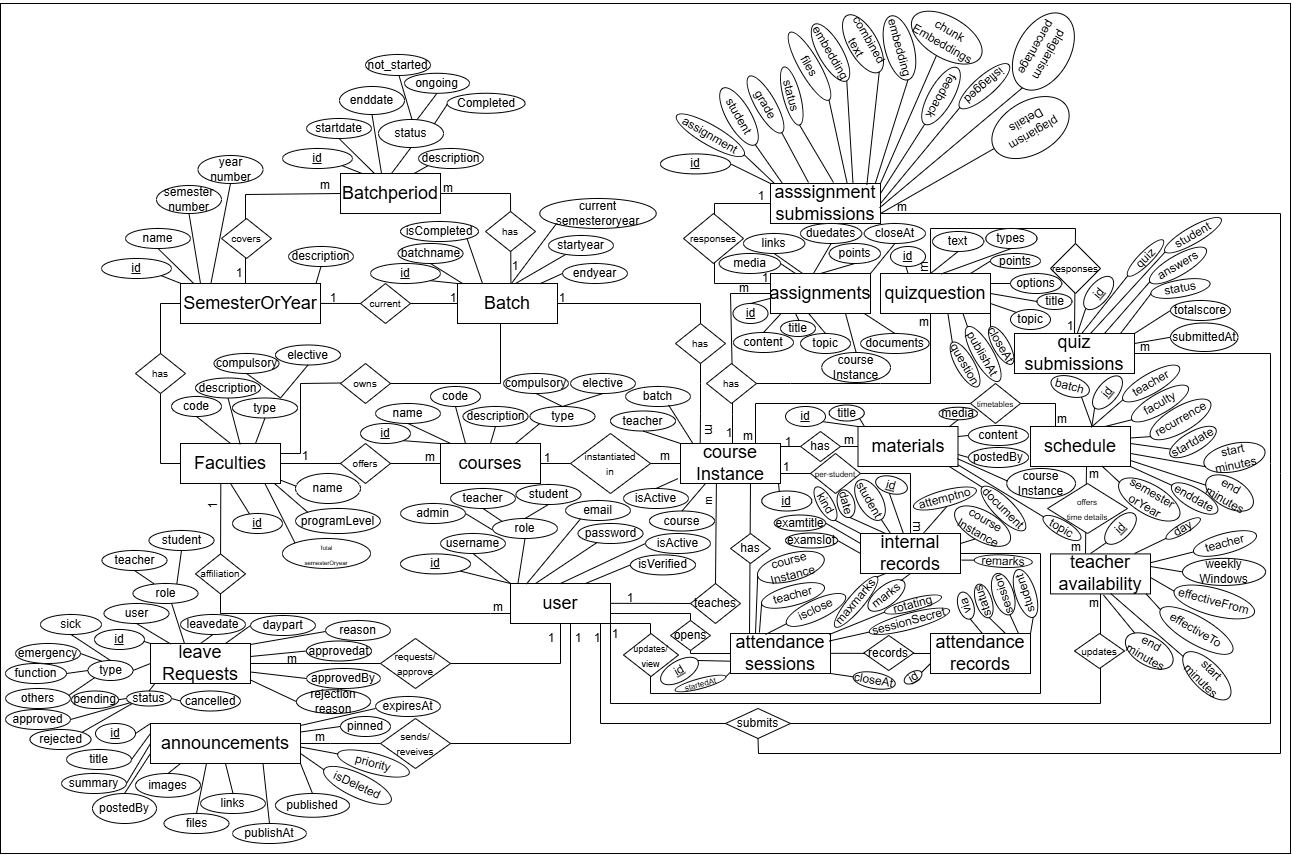 not_started
ongoing
enddate
Completed
startdate
status
id
description
Batchperiod
m
m
year
number
semester
number
name
id
covers
description
1
SemesterOrYear
1
current
1
has
1
isCompleted
batchname
id
current
semesteroryear
startyear
endyear
Batch
1
has
has
owns
compulsory
elective
description
code
type
Faculties
1
offers
m
name
programLevel
id
Total
semesterOryear
1
affiliation
m
code
name
id
description
compulsory
elective
type
courses
1
instantiated
in
m
batch
teacher
isActive
course
id
course
Instance
m
1
m
1
1
m
assignment
student
grade
status
files
embedding
combined
text
embedding
chunk
Embeddings
feedback
isflagged
plagiarism
percentage
plagiarism
Details
id
asssignment
submissions
1
m
responses
1
links
duedates
closeAt
media
points
id
content
title
topic
course
Instance
documents
assignments
m
has
id
text
types
points
options
title
topic
question
publishAt
closeAt
quizquestion
m
m
responses
1
id
quiz
student
answers
status
totalscore
submittedAt
quiz
submissions
m
timetables
m
id
title
media
content
postedBy
document
topic
course
Instance
materials
has
m
batch
id
teacher
faculty
recurrence
startdate
start
minutes
end
minutes
enddate
semester
orYear
course
Instance
schedule
m
offers
time details
m
per-student
m
kind
date
student
id
attemptno
examtitle
examslot
marks
maxmarks
remarks
internal
records
id
day
teacher
weekly
Windows
effectiveFrom
effectiveTo
start
minutes
end
minutes
teacher
availability
m
updates
has
course
Instance
teacher
isclose
rotating
sessionSecret
id
startedAt
closeAt
attendance
sessions
records
via
status
session
student
id
attendance
records
teacher
student
admin
role
username
id
email
password
isActive
isVerified
user
1
1
1
1
1
teaches
opens
updates/
view
submits
student
teacher
role
user
id
leavedate
daypart
reason
approvedat
approvedBy
rejection
reason
sick
emergency
function
type
others
pending
status
cancelled
approved
rejected
leave
Requests
m
requests/
approve
id
title
summary
postedBy
images
files
links
publishAt
published
isDeleted
priority
pinned
expiresAt
announcements
m
sends/
reveives